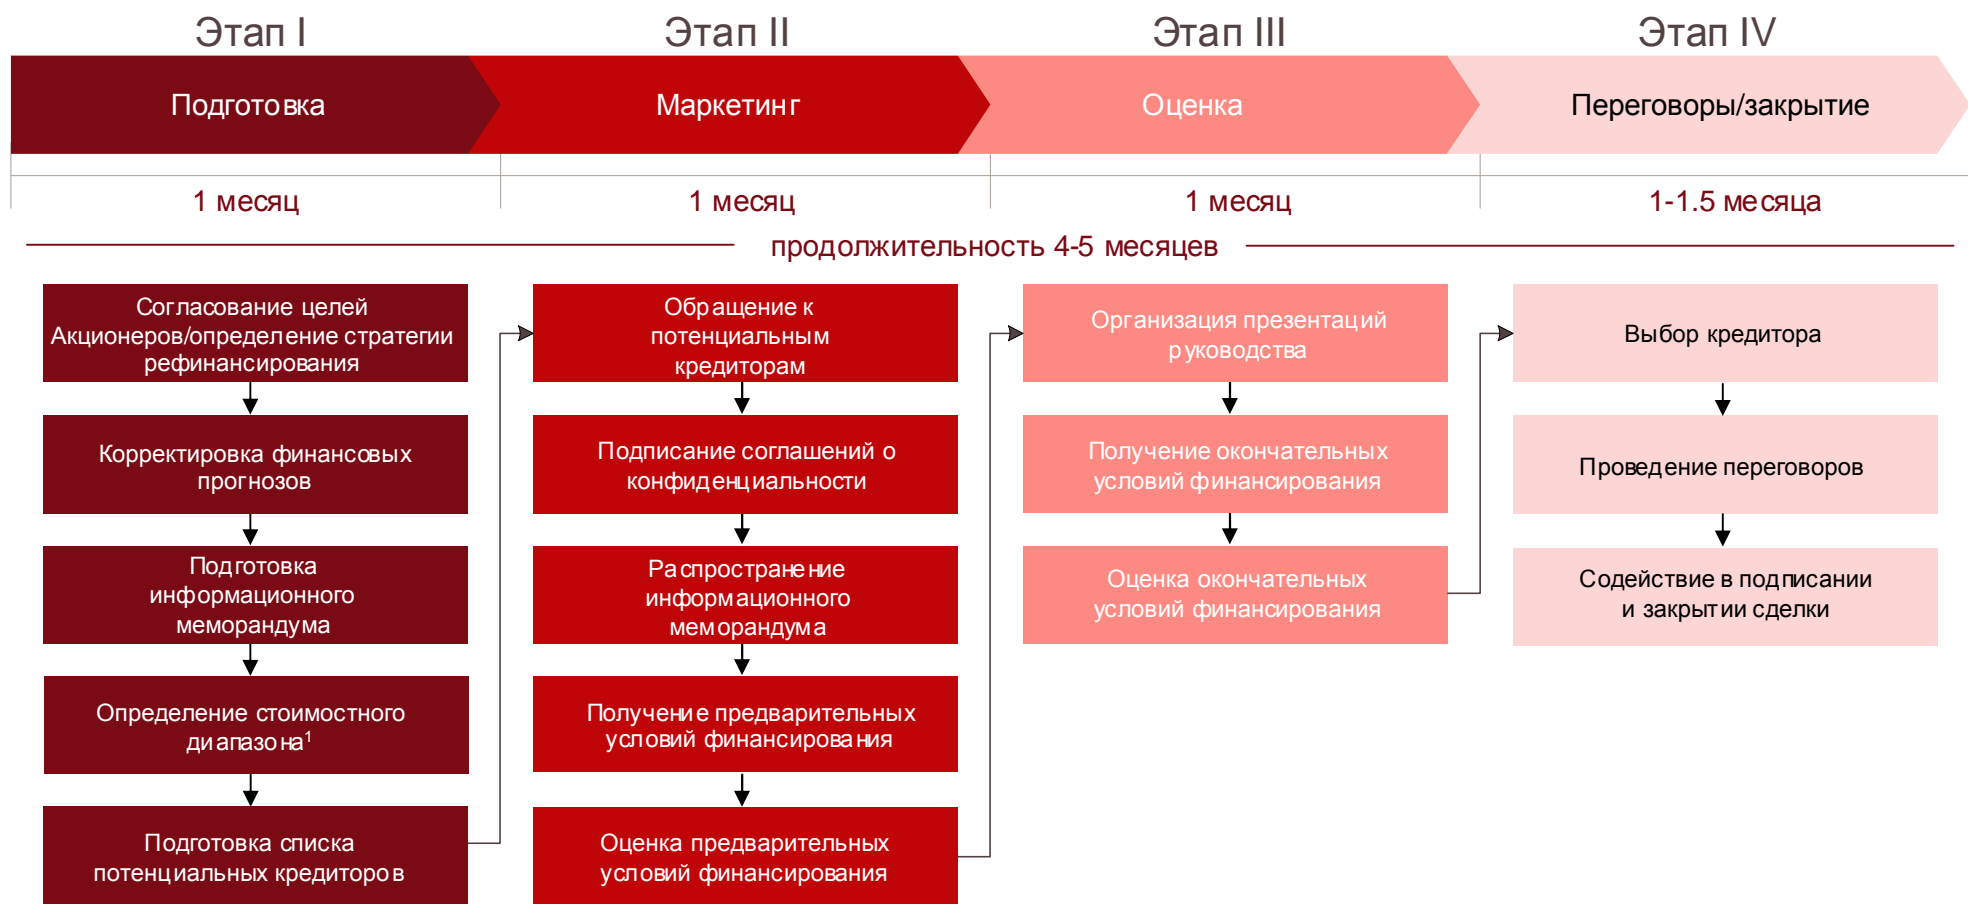 Этап I
Этап II
Этап III
Этап IV
Подготовка
Маркетинг
Оценка
Переговоры/закрытие
1 месяц
1 месяц
1 месяц
1-1.5 месяца
продолжительность 4-5 месяцев
Согласование целей
Акционеров/определение стратегии
рефинансирования
Корректировка финансовых
прогнозов
Подготовка
информационного
меморандума
Определение стоимостного
диапазона¹
Подготовка списка
потенциальных кредиторов
Обращение к
потенциальным
кредиторам
Подписание соглашений о
конфиденциальности
Распространение
информационного
меморандума
Получение предварительных
условий финансирования
Оценка предварительных
условий финансирования
Организация презентаций
руководства
Получение окончательных
условий финансирования
Оценка окончательных
условий финансирования
Выбор кредитора
Проведение переговоров
Содействие в подписании
и закрытии сделки